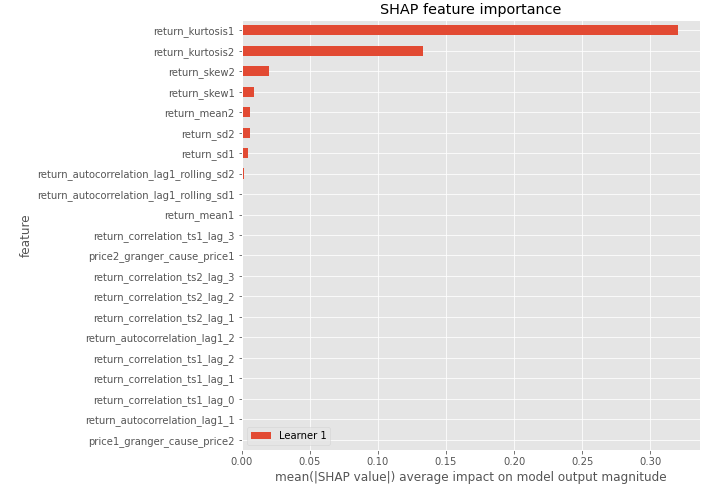 SHAP feature importance
return_kurtosis1
return_kurtosis2
return_skew2
return_skew1
return_mean2
return_sd2
return_sd1
return_autocorrelation_lag1_rolling_sd2
return_autocorrelation_lag1_rolling_sd1
return_mean1
return_correlation_ts1_lag_3
price2_granger_cause_price1
return_correlation_ts2_lag_3
return_correlation_ts2_lag_2
return_correlation_ts2_lag_1
return_autocorrelation_lag1_2
return_correlation_ts1_lag_2
return_correlation_ts1_lag_1
return_correlation_ts1_lag_0
return_autocorrelation_lag1_1
price1_granger_cause_price2
feature
Learner 1
0.00 0.05 0.10 0.15 0.20 0.25 0.30
mean(|SHAP value|) average impact on model output magnitude